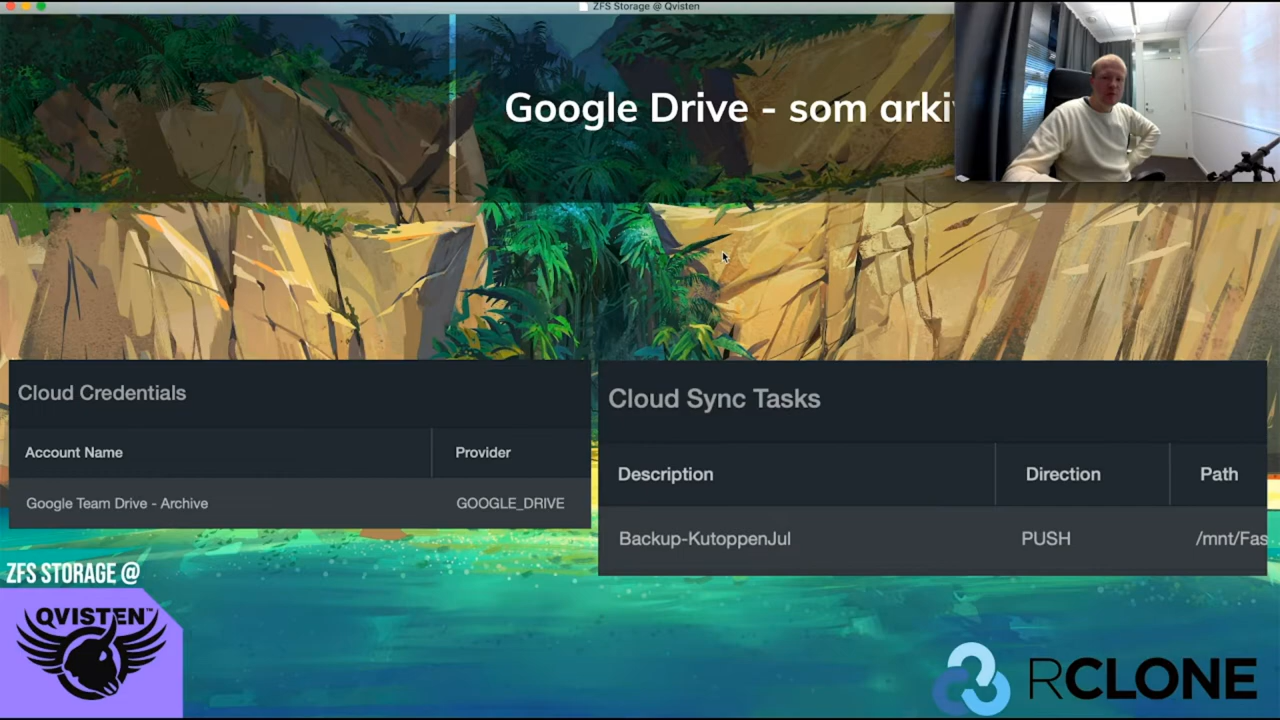 ZFS Storage @ Qvisten
Google Drive - som arki
Cloud Credentials
Account Name Provider
Google Team Drive - Archive GOOGLE_DRIVE
Cloud Sync Tasks
Description Direction Path
Backup-KutoppenJul PUSH /mnt/Fas
ZFS STORAGE @
QVISTEN™
RCLONE